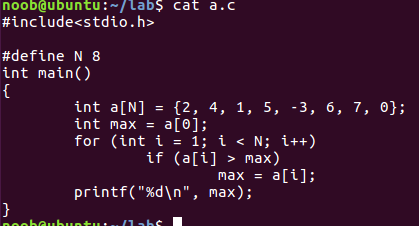 noob@ubuntu:~/lab$ cat a.c
#include<stdio.h>

#define N 8
int main()
{
        int a[N] = {2, 4, 1, 5, -3, 6, 7, 0};
        int max = a[0];
        for (int i = 1; i < N; i++)
                if (a[i] > max)
                        max = a[i];
        printf("%d\n", max);
}
noob@ubuntu:~/lab$